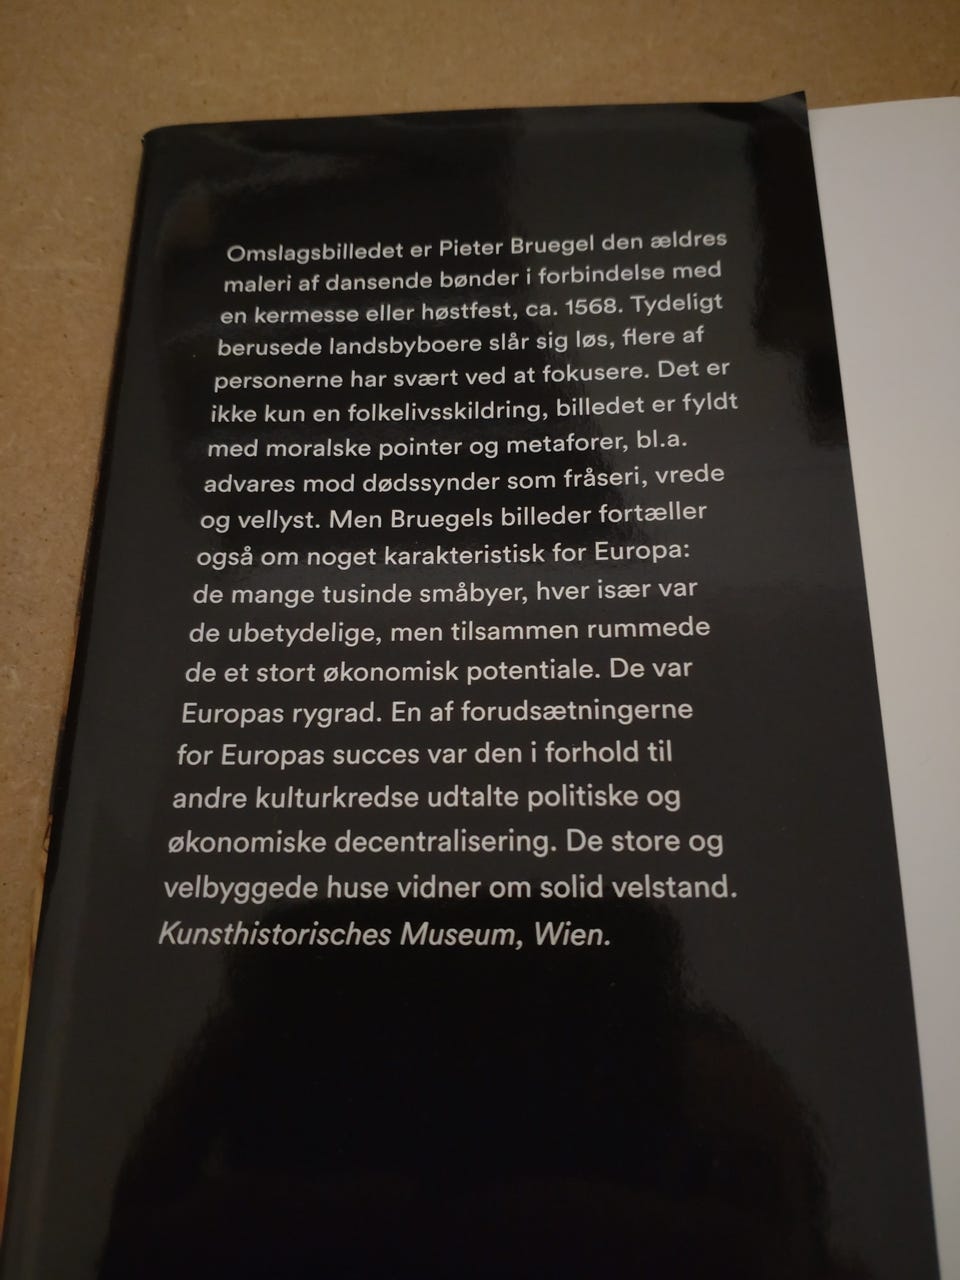 Omslagsbilledet er Pieter Bruegel den ældres
maleri af dansende bønder i forbindelse med
en kermesse eller høstfest, ca. 1568. Tydeligt
berusede landsbyboere slår sig løs, flere af
personerne har svært ved at fokusere. Det er
ikke kun en folkelivsskildring, billedet er fyldt
med moralske pointer og metaforer, bl.a.
advares mod dødssynder som fråseri, vrede
og vellyst. Men Bruegels billeder fortæller
også om noget karakteristisk for Europa:
de mange tusinde småbyer, hver især var
de ubetydelige, men tilsammen rummede
de et stort økonomisk potentiale. De var
Europas rygrad. En af forudsætningerne
for Europas succes var den i forhold til
andre kulturkredse udtalte politiske og
økonomiske decentralisering. De store og
velbyggede huse vidner om solid velstand.
Kunsthistorisches Museum, Wien.